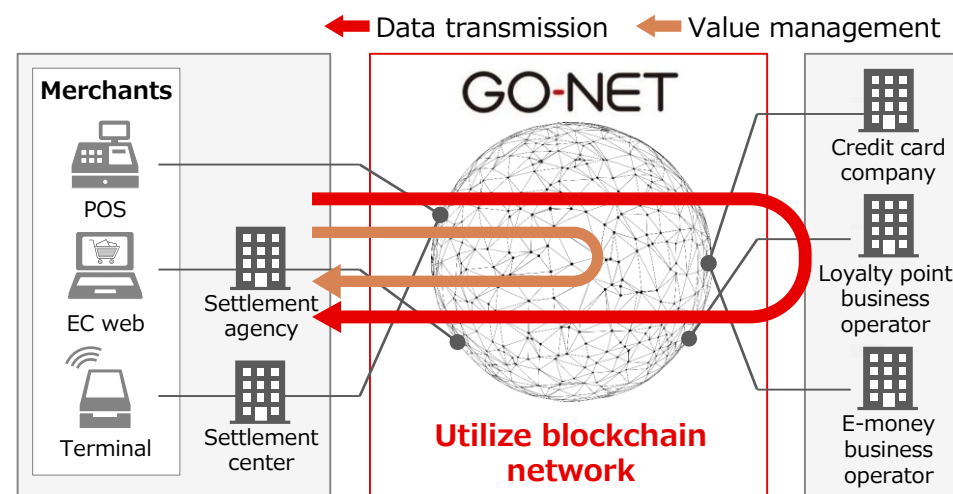 Data transmission
Value management
Merchants
POS
EC web
Terminal
Settlement
agency
Settlement
center
GO-NET
Utilize blockchain
network
Credit card
company
Loyalty point
business
operator
E-money
business
operator